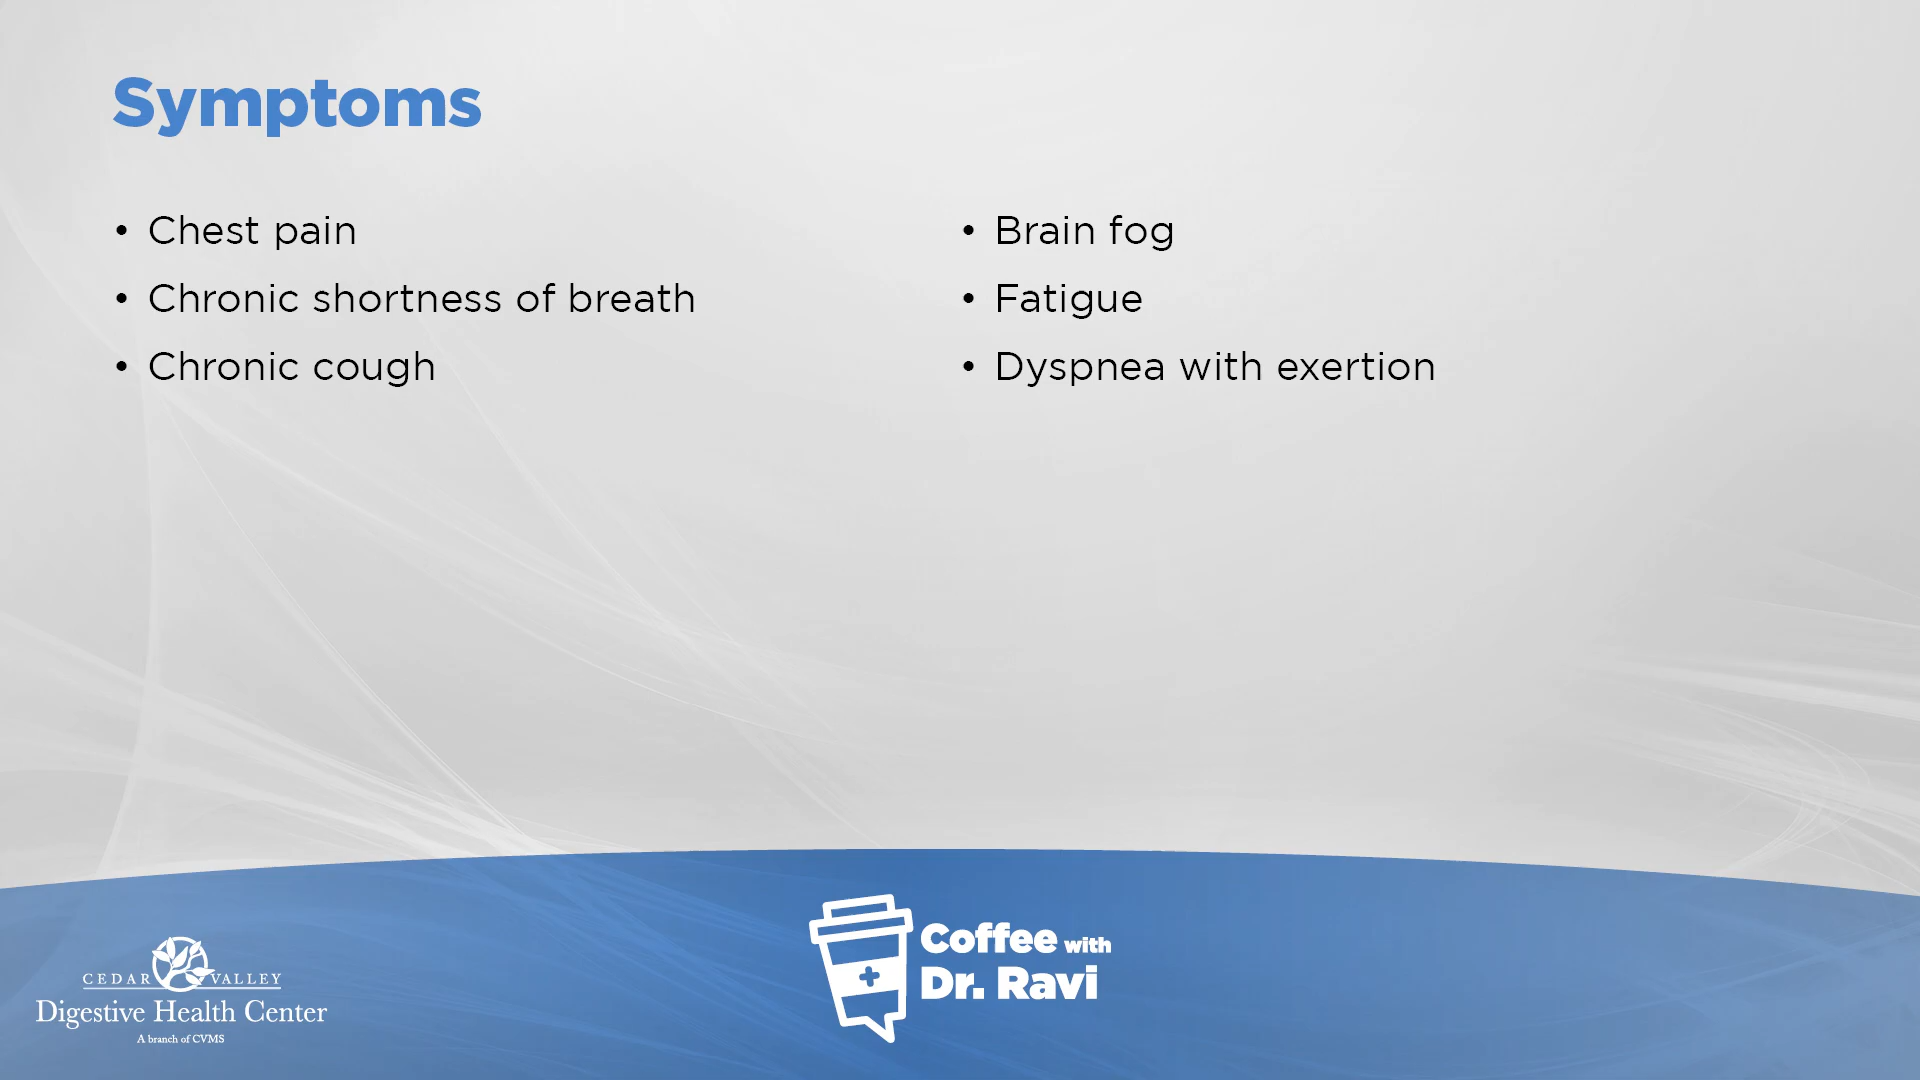 Symptoms
• Chest pain
• Chronic shortness of breath
• Chronic cough
• Brain fog
• Fatigue
• Dyspnea with exertion
CEDAR VALLEY
Digestive Health Center
A branch of CVMS
Coffee with
Dr. Ravi